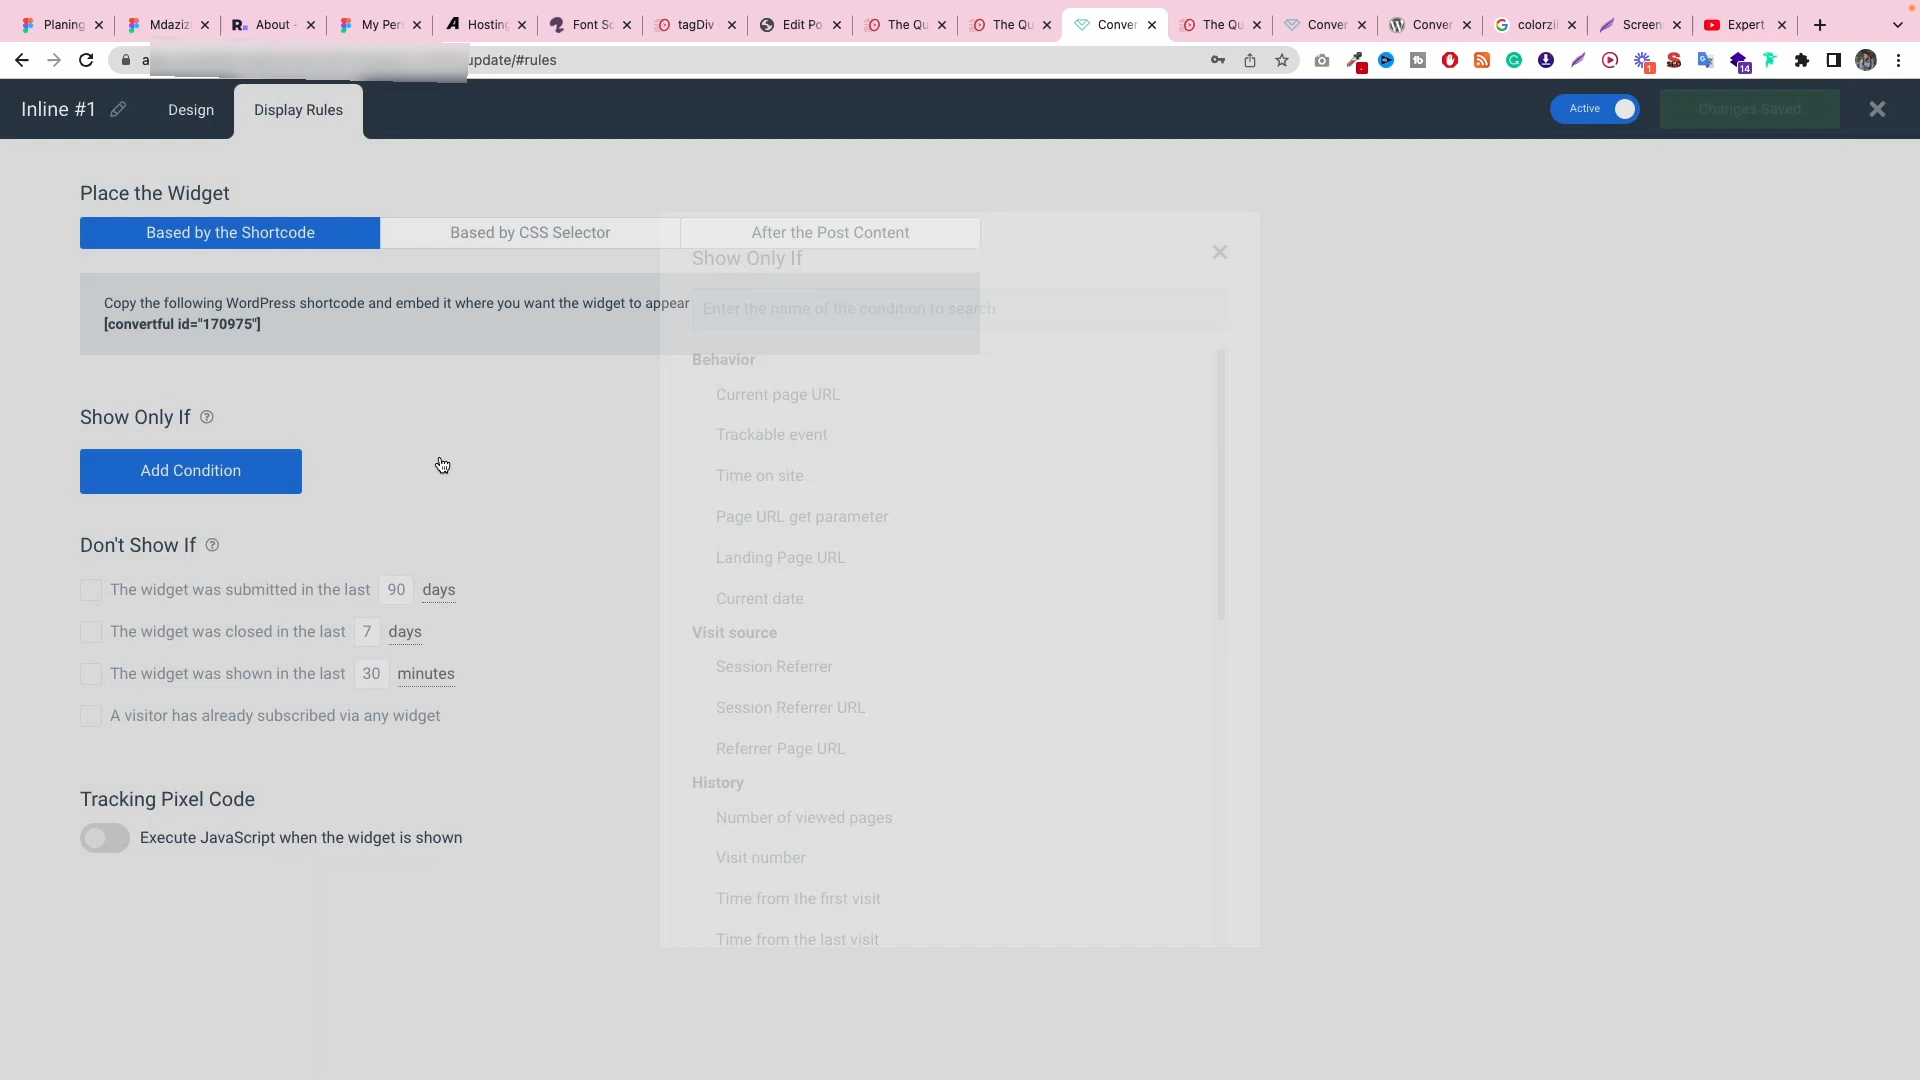 Planing
Mdaziz
R. About -
My Per
Hosting
Font Sc
tagDiv
Edit Po
The Qu
The Qu
Conver
The Qu
Conver
Conver
colorzi
Screen
Expert
a
update/#rules
1
14
Inline #1
Design
Display Rules
Active
Changes Saved
Place the Widget
Based by the Shortcode
Based by CSS Selector
After the Post Content
Copy the following WordPress shortcode and embed it where you want the widget to appear
[convertful id="170975"]
Show Only If
Add Condition
Don't Show If
The widget was submitted in the last 90 days
The widget was closed in the last 7 days
The widget was shown in the last 30 minutes
A visitor has already subscribed via any widget
Tracking Pixel Code
Execute JavaScript when the widget is shown
Show Only If
Enter the name of the condition to search
Behavior
Current page URL
Trackable event
Time on site
Page URL get parameter
Landing Page URL
Current date
Visit source
Session Referrer
Session Referrer URL
Referrer Page URL
History
Number of viewed pages
Visit number
Time from the first visit
Time from the last visit